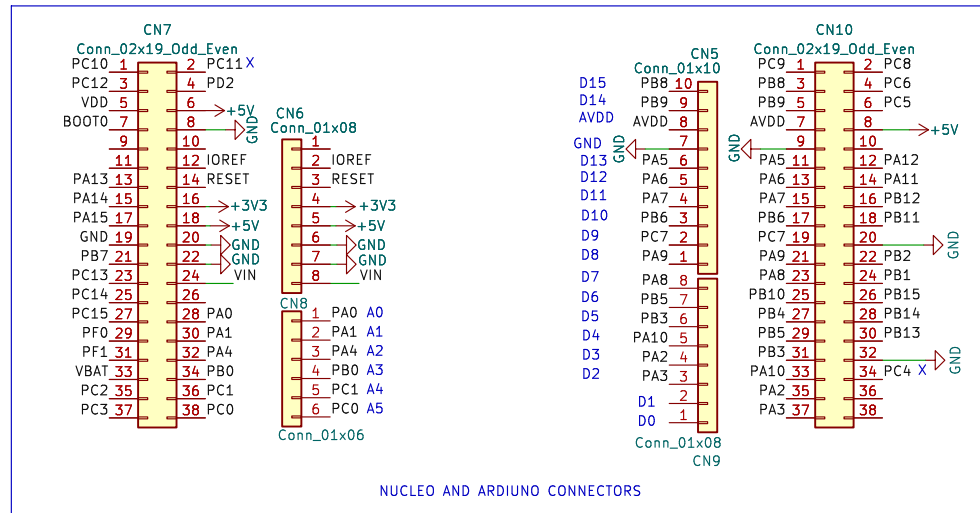 CN7
Conn_02x19_Odd_Even
PC10 1 2 PC11 X
PC12 3 4 PD2
VDD 5 6 +5V
BOOT0 7 8 GND
9 10
11 12 IOREF
PA13 13 14 RESET
PA14 15 16 +3V3
PA15 17 18 +5V
GND 19 20 GND
PB7 21 22 GND
PC13 23 24 VIN
PC14 25 26
PC15 27 28 PA0
PF0 29 30 PA1
PF1 31 32 PA4
VBAT 33 34 PB0
PC2 35 36 PC1
PC3 37 38 PC0
CN6
Conn_01x08
1
2 IOREF
3 RESET
4 +3V3
5 +5V
6 GND
7 GND
8 VIN
CN8
1 PA0 A0
2 PA1 A1
3 PA4 A2
4 PB0 A3
5 PC1 A4
6 PC0 A5
Conn_01x06
CN5
Conn_01x10
D15 PB8 10
D14 PB9 9
AVDD AVDD 8
GND GND 7
D13 PA5 6
D12 PA6 5
D11 PA7 4
D10 PB6 3
D9 PC7 2
D8 PA9 1
D7 PA8 8
D6 PB5 7
D5 PB3 6
D4 PA10 5
D3 PA2 4
D2 PA3 3
D1 2
D0 1
Conn_01x08
CN9
CN10
Conn_02x19_Odd_Even
PC9 1 2 PC8
PB8 3 4 PC6
PB9 5 6 PC5
AVDD 7 8 +5V
GND 9 10
PA5 11 12 PA12
PA6 13 14 PA11
PA7 15 16 PB12
PB6 17 18 PB11
PC7 19 20 GND
PA9 21 22 PB2
PA8 23 24 PB1
PB10 25 26 PB15
PB4 27 28 PB14
PB5 29 30 PB13
PB3 31 32 GND
PA10 33 34 PC4 X
PA2 35 36
PA3 37 38
NUCLEO AND ARDIUNO CONNECTORS